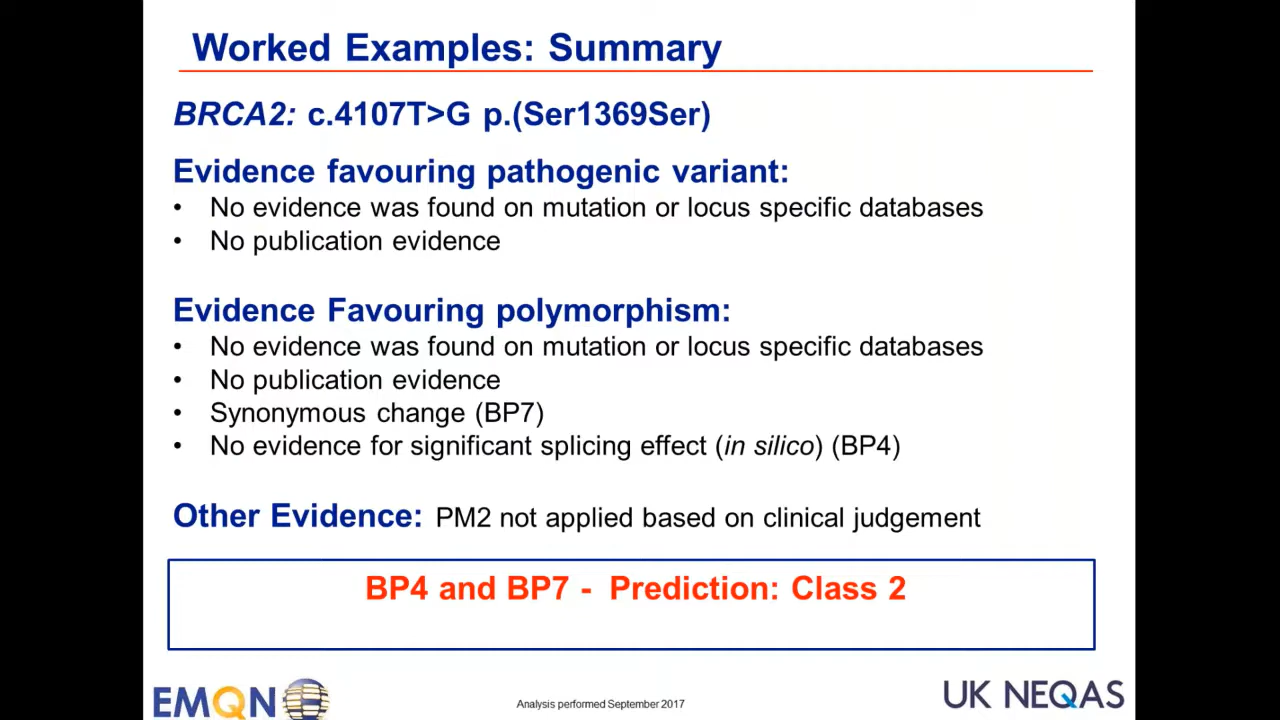 Worked Examples: Summary
BRCA2: c.4107T>G p.(Ser1369Ser)
Evidence favouring pathogenic variant:
• No evidence was found on mutation or locus specific databases
• No publication evidence
Evidence Favouring polymorphism:
• No evidence was found on mutation or locus specific databases
• No publication evidence
• Synonymous change (BP7)
• No evidence for significant splicing effect (in silico) (BP4)
Other Evidence: PM2 not applied based on clinical judgement
BP4 and BP7 - Prediction: Class 2
EMQN
Analysis performed September 2017
UK NEQAS